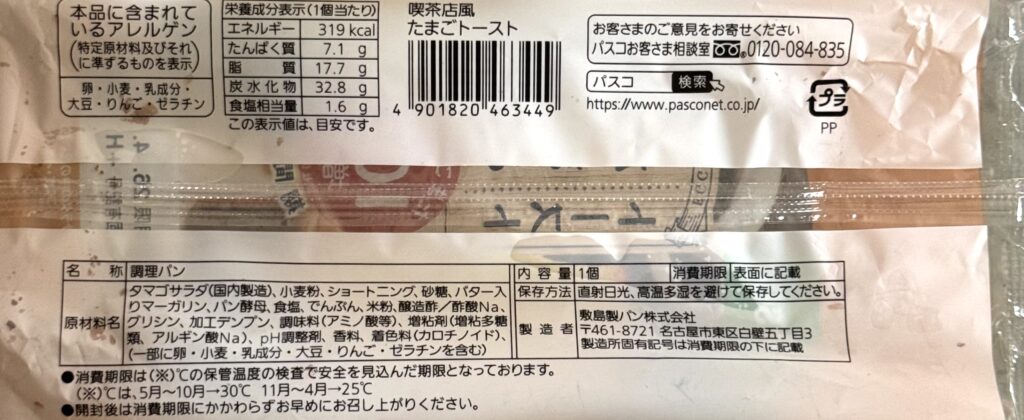 本品に含まれて
いるアレルゲン
(特定原材料及びそれ)
(に準ずるものを表示)
卵・小麦・乳成分・
大豆・りんご・ゼラチン
栄養成分表示(1個当たり)
エネルギー 319 kcal
たんぱく質 7.1 g
脂質 17.7 g
炭水化物 32.8 g
食塩相当量 1.6 g
この表示値は、目安です。
喫茶店風
たまごトースト
4 901820 463449
お客さまのご意見をお寄せください
パスコお客さま相談室 0120-084-835
パスコ 検索
https://www.pasconet.co.jp/
プラ
PP
名称 調理パン
原材料名 タマゴサラダ(国内製造)、小麦粉、ショートニング、砂糖、バター入
りマーガリン、パン酵母、食塩、でんぷん、米粉、醸造酢／酢酸Na、
グリシン、加工デンプン、調味料(アミノ酸等)、増粘剤(増粘多糖
類、アルギン酸Na)、pH調整剤、香料、着色料(カロチノイド)、
(一部に卵・小麦・乳成分・大豆・りんご・ゼラチンを含む)
内容量 1個 消費期限 表面に記載
保存方法 直射日光、高温多湿を避けて保存してください。
製造者 敷島製パン株式会社
〒461-8721 名古屋市東区白壁五丁目3
製造所固有記号は消費期限の下に記載
●消費期限は(※)℃の保管温度の検査で安全を見込んだ期限となっております。
(※)℃は、5月〜10月→30℃ 11月〜4月→25℃
●開封後は消費期限にかかわらずお早めにお召し上がりください。